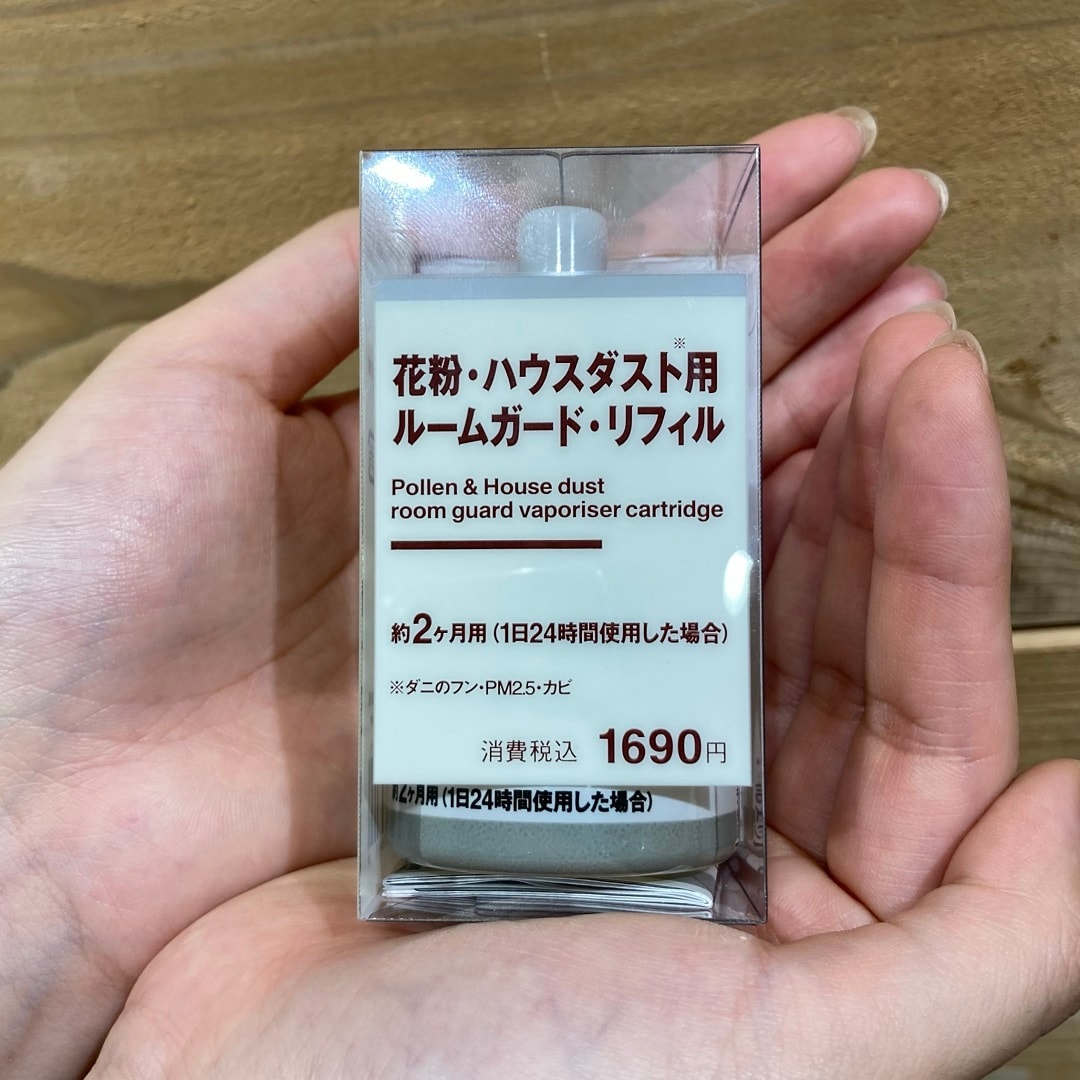 花粉・ハウスダスト※用
ルームガード・リフィル
Pollen & House dust
room guard vaporiser cartridge
約2ヶ月用(1日24時間使用した場合)
※ダニのフン・PM2.5・カビ
消費税込 1690円
約2ヶ月用(1日24時間使用した場合)